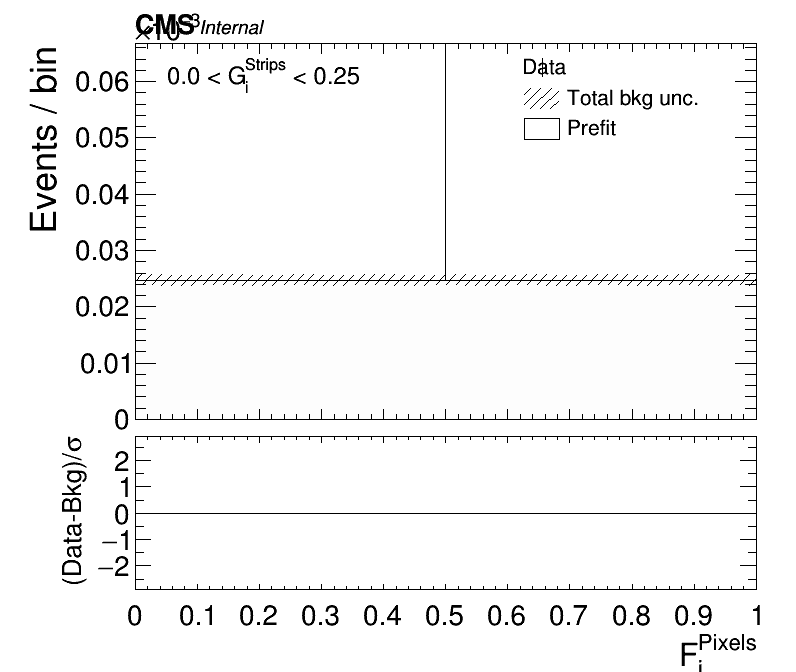 CMS Internal
×10⁻³
0.0 < G_i^Strips < 0.25
Data
Total bkg unc.
Prefit
Events / bin
0.06
0.05
0.04
0.03
0.02
0.01
0
(Data-Bkg)/σ
2
1
0
−1
−2
0 0.1 0.2 0.3 0.4 0.5 0.6 0.7 0.8 0.9 1
F_i^Pixels